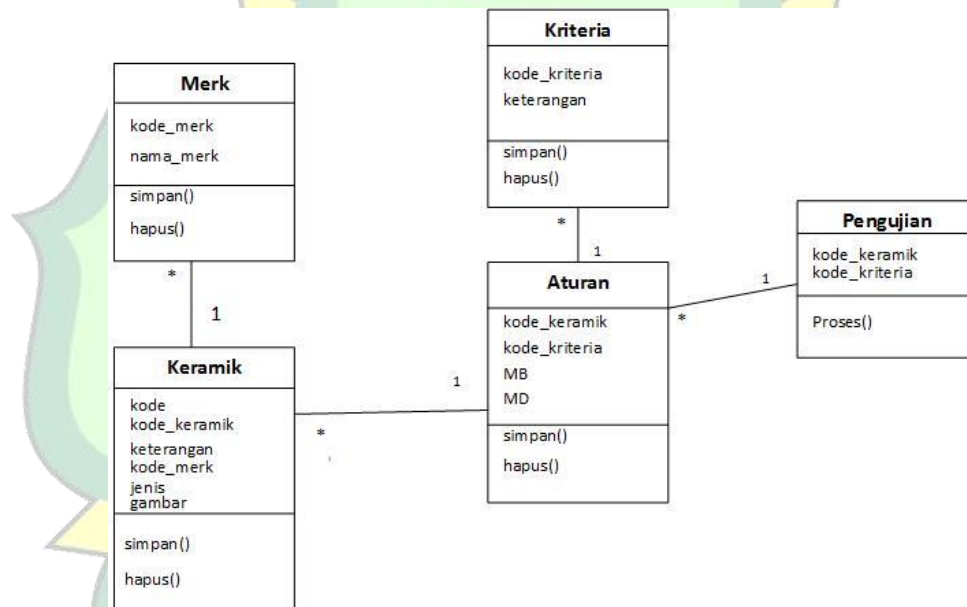 Merk
kode_merk
nama_merk
simpan()
hapus()
*
1
Keramik
kode
kode_keramik
keterangan
kode_merk
jenis
gambar
simpan()
hapus()
1
*
Kriteria
kode_kriteria
keterangan
simpan()
hapus()
*
1
Aturan
kode_keramik
kode_kriteria
MB
MD
simpan()
hapus()
1
*
Pengujian
kode_keramik
kode_kriteria
Proses()